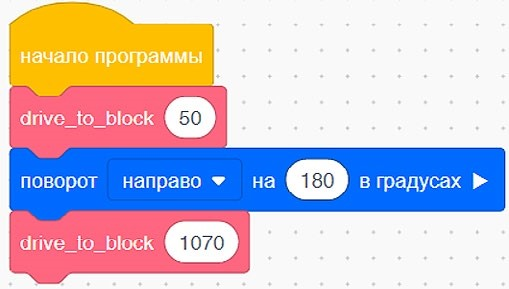 начало программы
drive_to_block 50
поворот направо на 180 в градусах
drive_to_block 1070